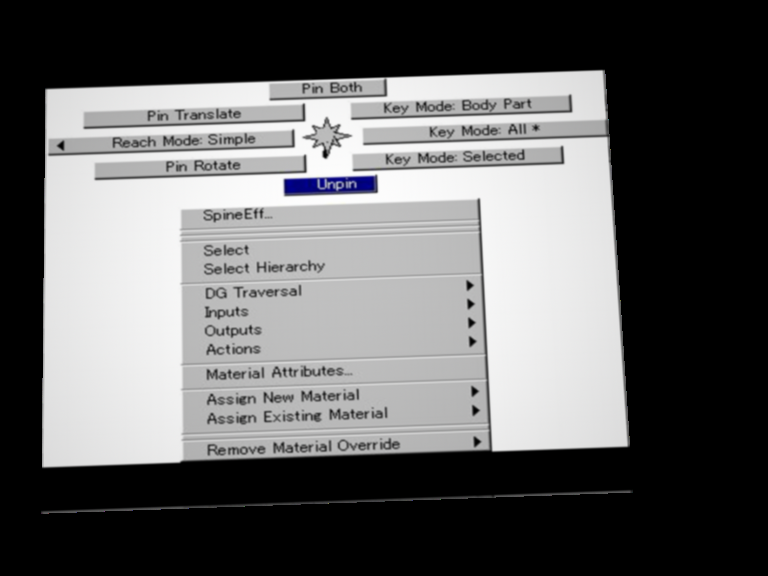 Pin Both
Pin Translate
Key Mode: Body Part
Reach Mode: Simple
Key Mode: All *
Pin Rotate
Key Mode: Selected
Unpin
SpineEff...
Select
Select Hierarchy
DG Traversal
Inputs
Outputs
Actions
Material Attributes...
Assign New Material
Assign Existing Material
Remove Material Override